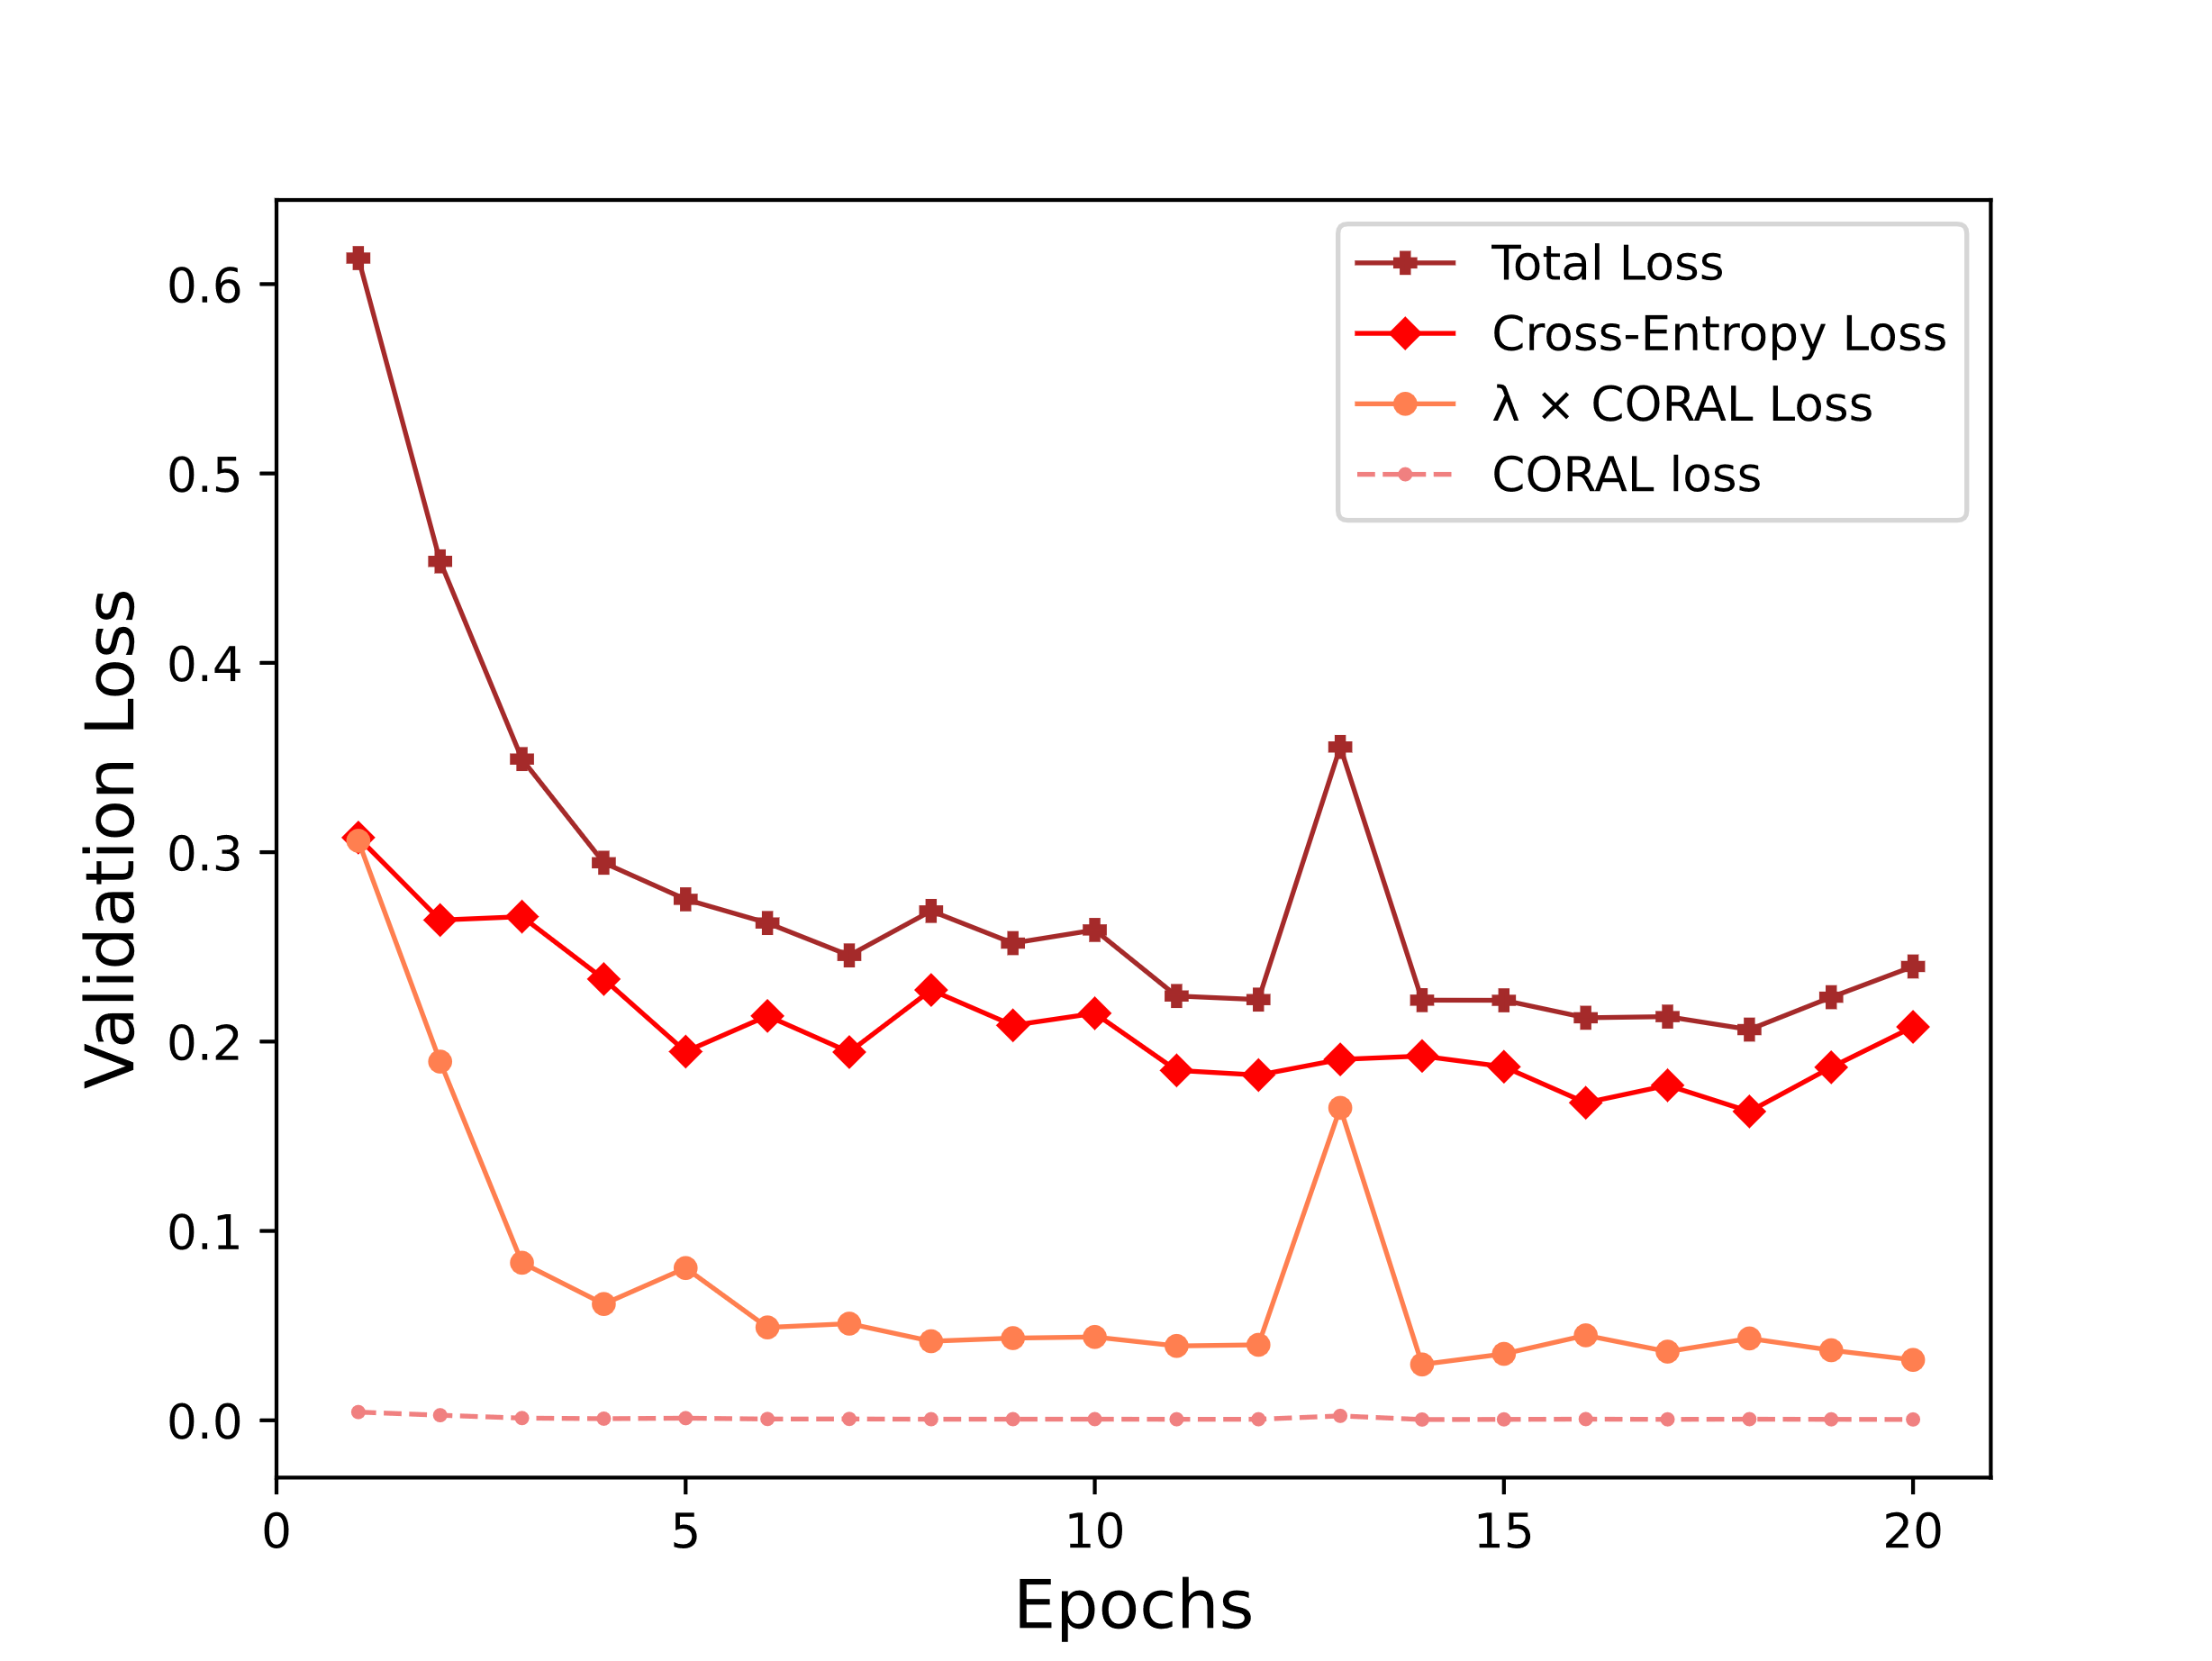 Total Loss
Cross-Entropy Loss
λ × CORAL Loss
CORAL loss
Validation Loss
0.6
0.5
0.4
0.3
0.2
0.1
0.0
0 5 10 15 20
Epochs